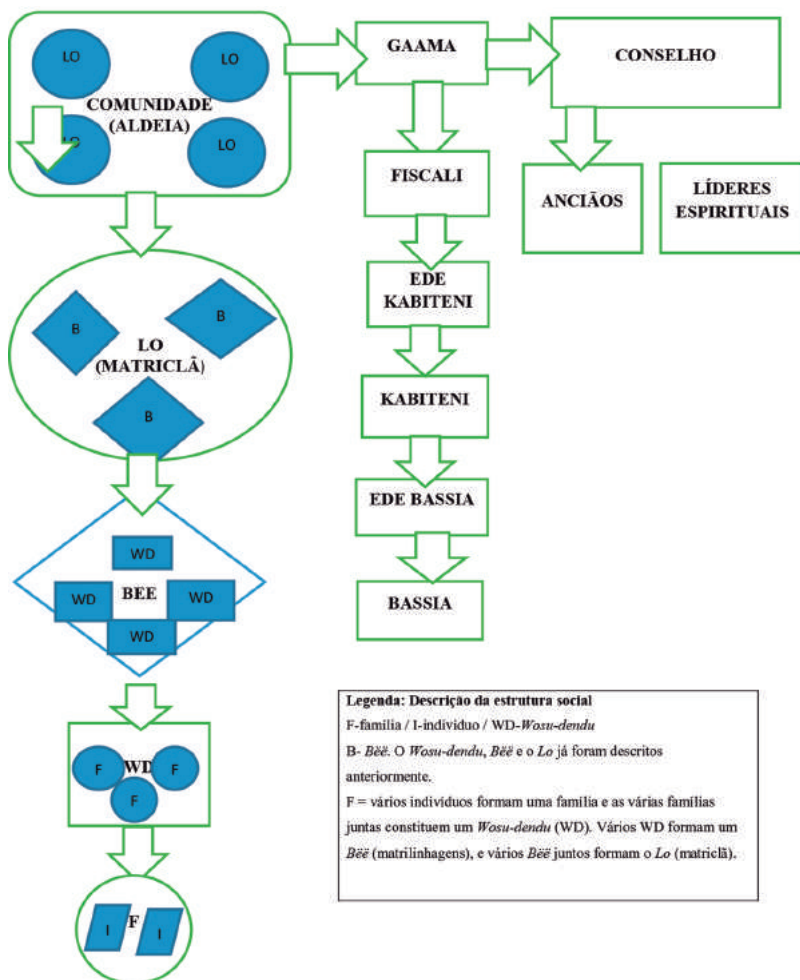 LO
LO
COMUNIDADE
(ALDEIA)
LO
LO
GAAMA
CONSELHO
FISCALI
ANCIÃOS
LÍDERES
ESPIRITUAIS
EDE
KABITENI
KABITENI
EDE BASSIA
BASSIA
B
B
LO
(MATRICLÃ)
B
WD
BEE
WD
WD
WD
F
WD
F
F
F
I
I
Legenda: Descrição da estrutura social
F-família / I-individuo / WD-Wosu-dendu
B- Bëë. O Wosu-dendu, Bëë e o Lo já foram descritos
anteriormente.
F = vários indivíduos formam uma família e as várias famílias
juntas constituem um Wosu-dendu (WD). Vários WD formam um
Bëë (matrilinhagens), e vários Bëë juntos formam o Lo (matriclã).